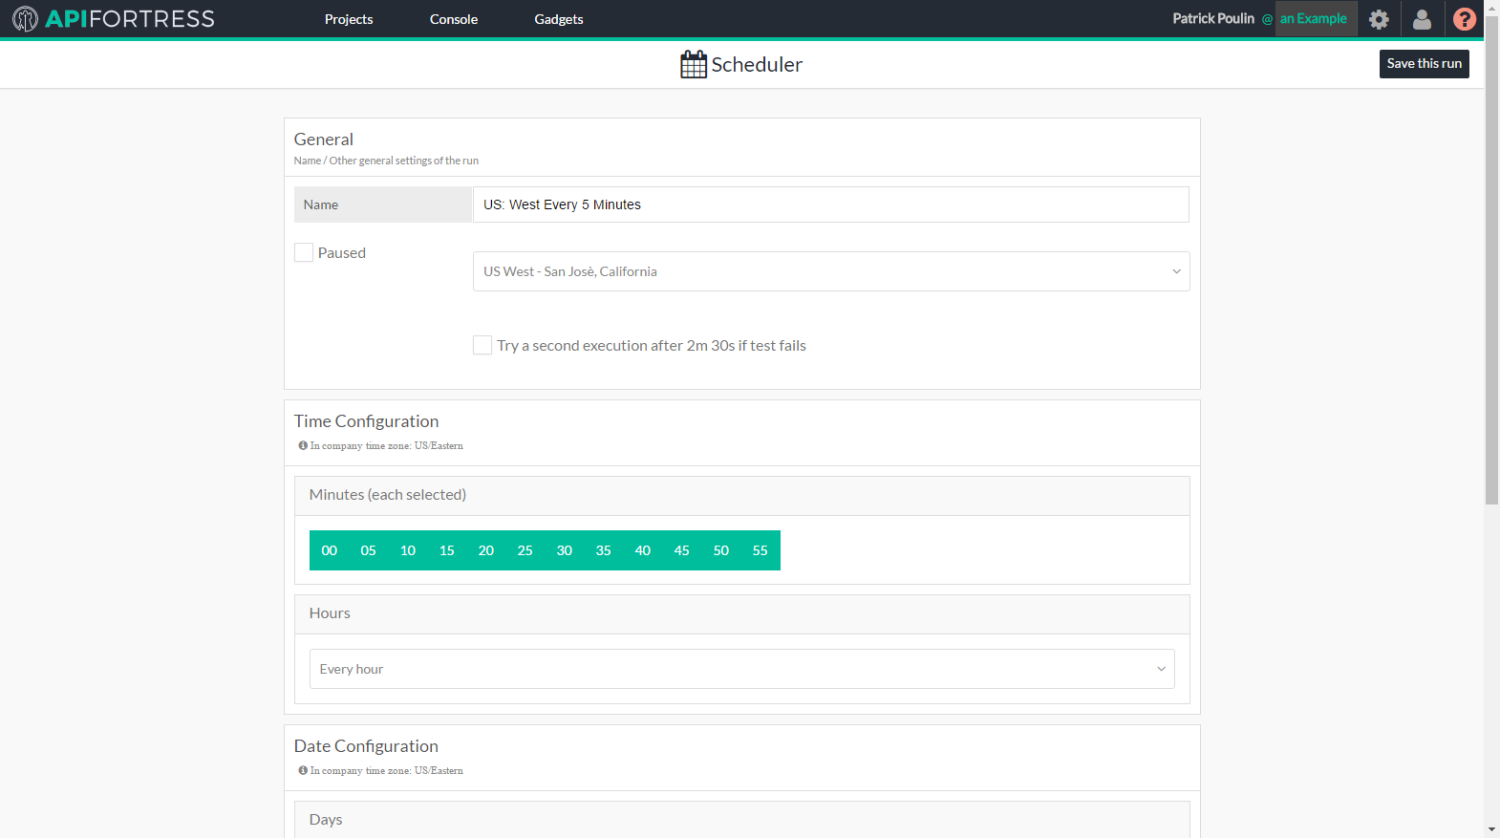 APIFORTRESS Projects Console Gadgets Patrick Poulin @ an Example ?
Scheduler Save this run
General
Name / Other general settings of the run
Name US: West Every 5 Minutes
Paused
US West - San Josè, California
Try a second execution after 2m 30s if test fails
Time Configuration
In company time zone: US/Eastern
Minutes (each selected)
00 05 10 15 20 25 30 35 40 45 50 55
Hours
Every hour
Date Configuration
In company time zone: US/Eastern
Days